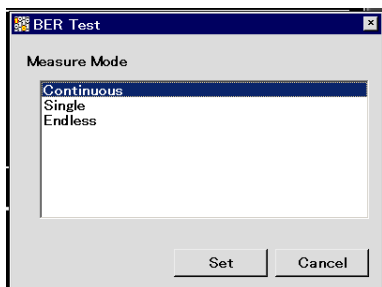 BER Test
Measure Mode
Continuous
Single
Endless
Set
Cancel